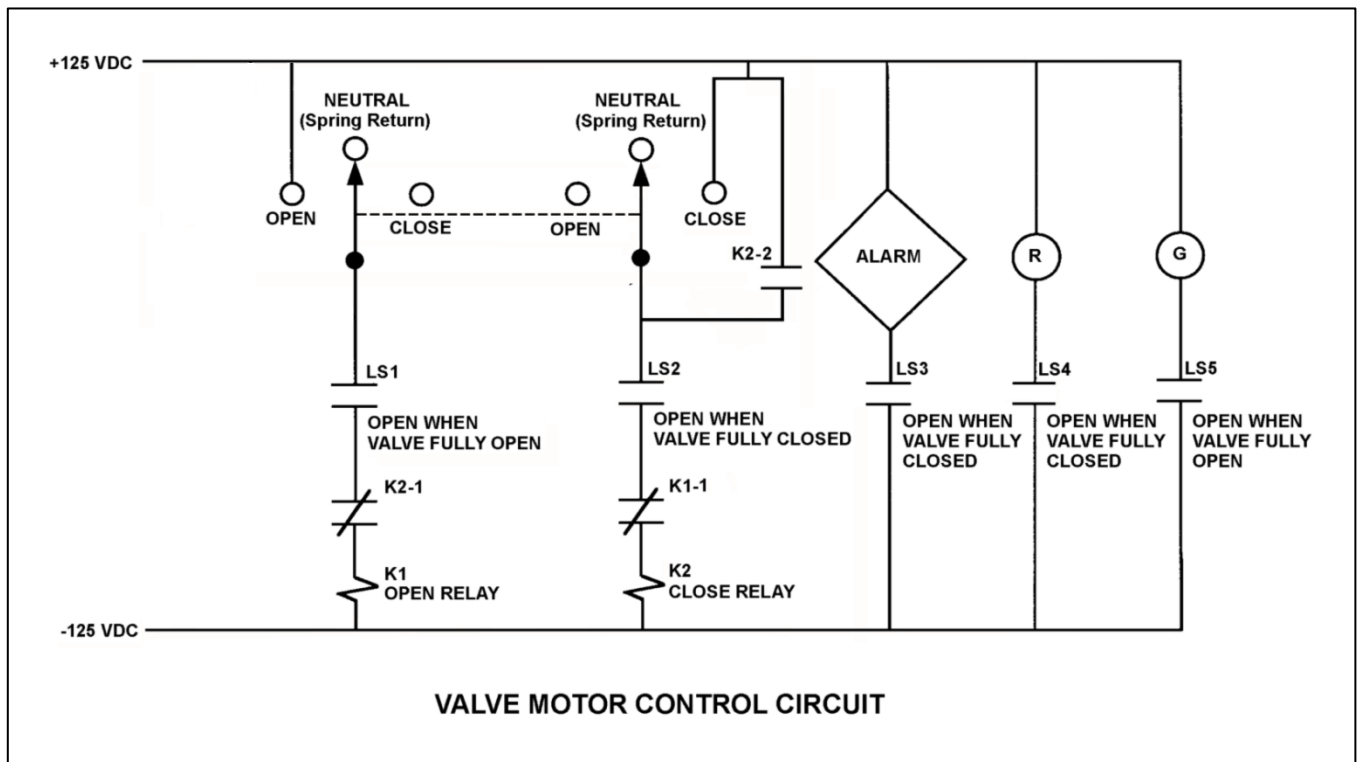 +125 VDC
NEUTRAL
(Spring Return)
NEUTRAL
(Spring Return)
OPEN
CLOSE
OPEN
CLOSE
K2-2
ALARM
R
G
LS1
OPEN WHEN
VALVE FULLY OPEN
LS2
OPEN WHEN
VALVE FULLY CLOSED
LS3
OPEN WHEN
VALVE FULLY
CLOSED
LS4
OPEN WHEN
VALVE FULLY
CLOSED
LS5
OPEN WHEN
VALVE FULLY
OPEN
K2-1
K1-1
K1
OPEN RELAY
K2
CLOSE RELAY
-125 VDC
VALVE MOTOR CONTROL CIRCUIT